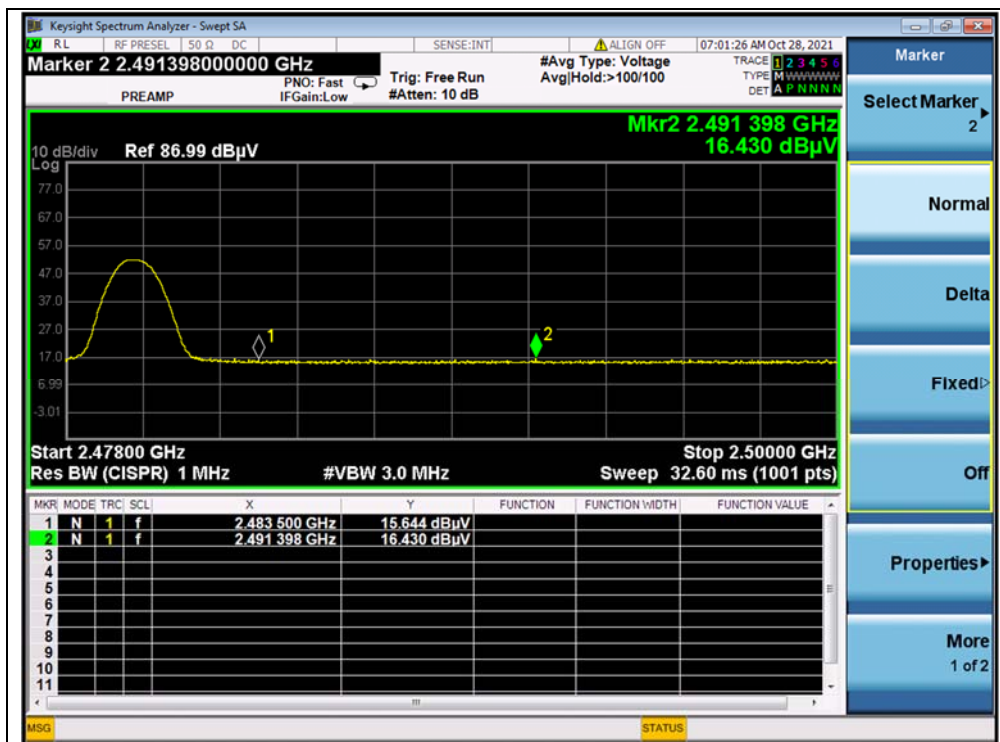 Keysight Spectrum Analyzer - Swept SA
LXI RL RF PRESEL 50 Ω DC SENSE:INT ALIGN OFF 07:01:26 AM Oct 28, 2021
Marker 2 2.491398000000 GHz #Avg Type: Voltage TRACE 1 2 3 4 5 6
PNO: Fast Trig: Free Run Avg|Hold:>100/100 TYPE M WWWWW
PREAMP IFGain:Low #Atten: 10 dB DET A P N N N N
Mkr2 2.491 398 GHz
10 dB/div Ref 86.99 dBµV 16.430 dBµV
Log
77.0
67.0
57.0
47.0
37.0
27.0
17.0
6.99
-3.01
1
2
Start 2.47800 GHz Stop 2.50000 GHz
Res BW (CISPR) 1 MHz #VBW 3.0 MHz Sweep 32.60 ms (1001 pts)
MKR MODE TRC SCL X Y FUNCTION FUNCTION WIDTH FUNCTION VALUE
1 N 1 f 2.483 500 GHz 15.644 dBµV
2 N 1 f 2.491 398 GHz 16.430 dBµV
3
4
5
6
7
8
9
10
11
MSG STATUS
Marker
Select Marker
2
Normal
Delta
Fixed
Off
Properties
More
1 of 2